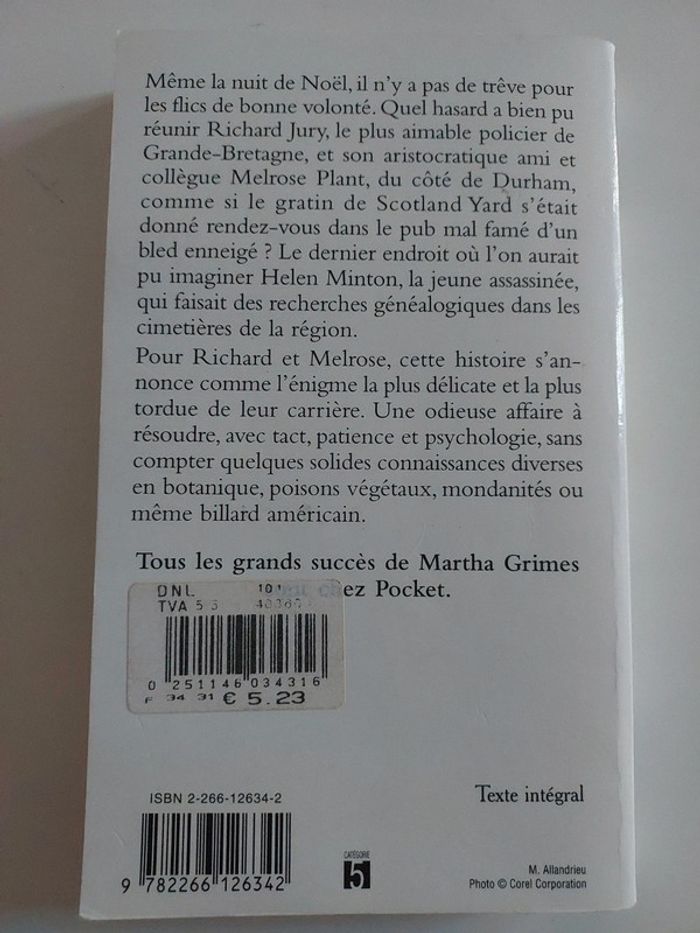 Même la nuit de Noël, il n'y a pas de trêve pour
les flics de bonne volonté. Quel hasard a bien pu
réunir Richard Jury, le plus aimable policier de
Grande-Bretagne, et son aristocratique ami et
collègue Melrose Plant, du côté de Durham,
comme si le gratin de Scotland Yard s'était
donné rendez-vous dans le pub mal famé d'un
bled enneigé ? Le dernier endroit où l'on aurait
pu imaginer Helen Minton, la jeune assassinée,
qui faisait des recherches généalogiques dans les
cimetières de la région.
Pour Richard et Melrose, cette histoire s'an-
nonce comme l'énigme la plus délicate et la plus
tordue de leur carrière. Une odieuse affaire à
résoudre, avec tact, patience et psychologie, sans
compter quelques solides connaissances diverses
en botanique, poisons végétaux, mondanités ou
même billard américain.
Tous les grands succès de Martha Grimes
chez Pocket.
DNL 101
TVA 5 5
0 251146 034316
F 34 31 € 5.23
ISBN 2-266-12634-2
Texte intégral
9 782266 126342
CATÉGORIE
5
M. Allandrieu
Photo © Corel Corporation